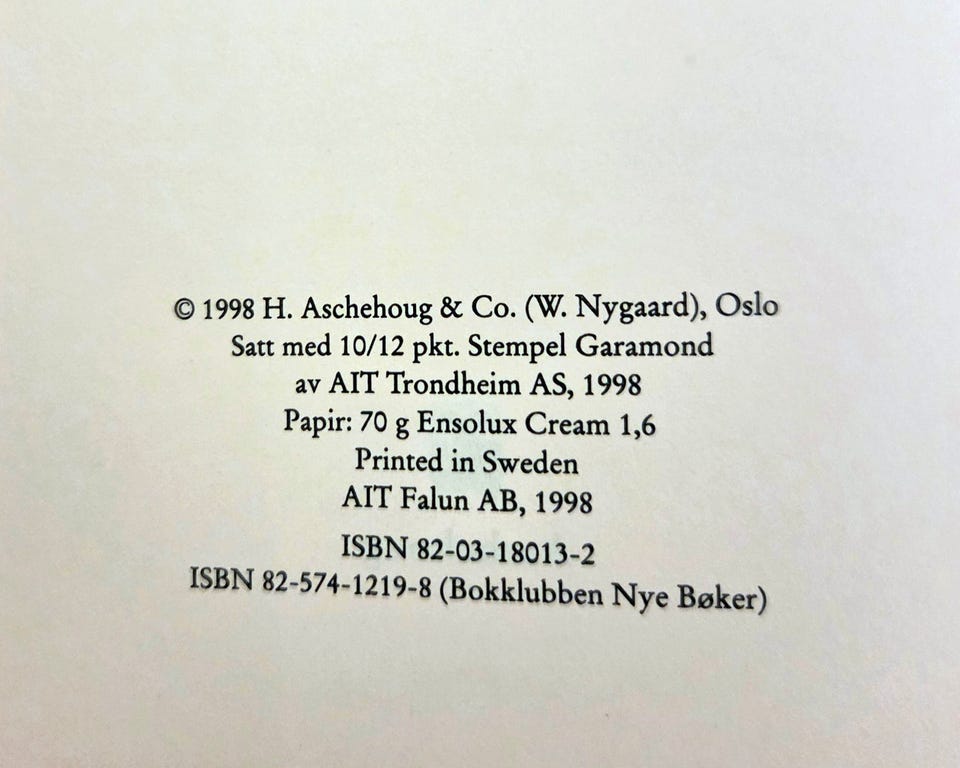 © 1998 H. Aschehoug & Co. (W. Nygaard), Oslo
Satt med 10/12 pkt. Stempel Garamond
av AIT Trondheim AS, 1998
Papir: 70 g Ensolux Cream 1,6
Printed in Sweden
AIT Falun AB, 1998
ISBN 82-03-18013-2
ISBN 82-574-1219-8 (Bokklubben Nye Bøker)